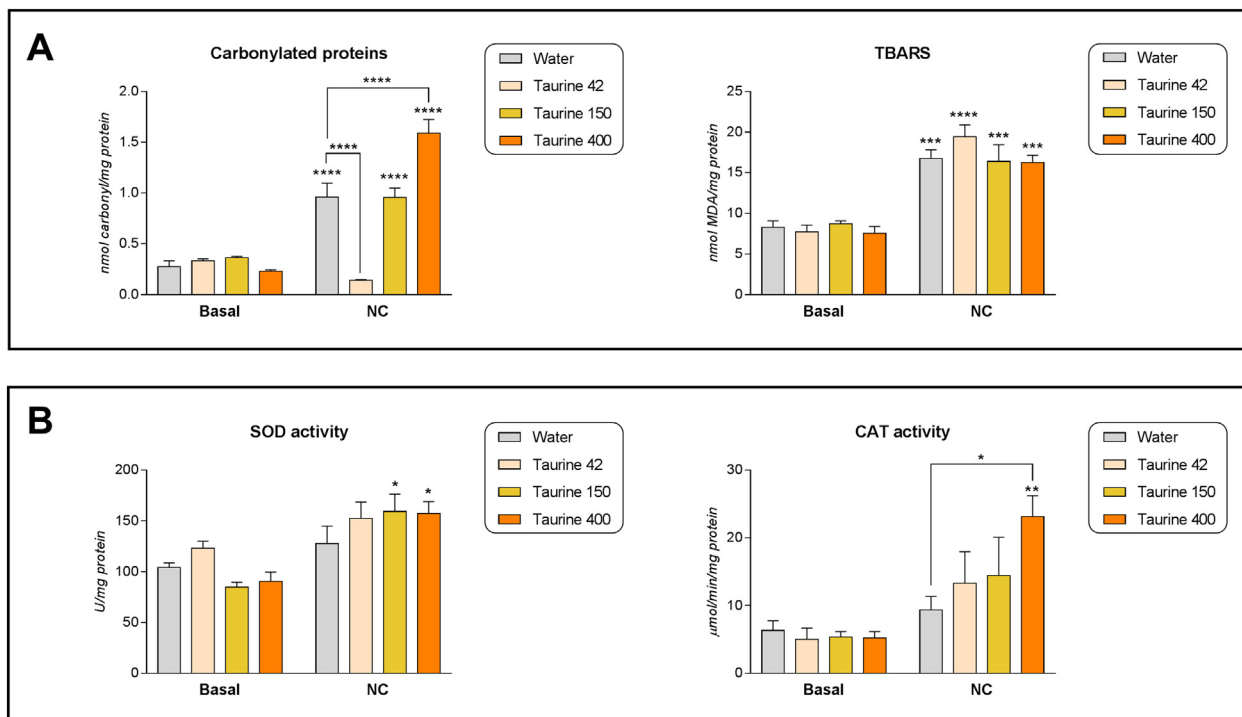 A
Carbonylated proteins
Water
Taurine 42
Taurine 150
Taurine 400
nmol carbonyl/mg protein
2.0
1.5
1.0
0.5
0.0
****
****
****
****
****
Basal
NC
TBARS
Water
Taurine 42
Taurine 150
Taurine 400
nmol MDA/mg protein
25
20
15
10
5
0
***
****
***
***
Basal
NC
B
SOD activity
Water
Taurine 42
Taurine 150
Taurine 400
U/mg protein
200
150
100
50
0
*
*
Basal
NC
CAT activity
Water
Taurine 42
Taurine 150
Taurine 400
µmol/min/mg protein
30
20
10
0
*
**
Basal
NC